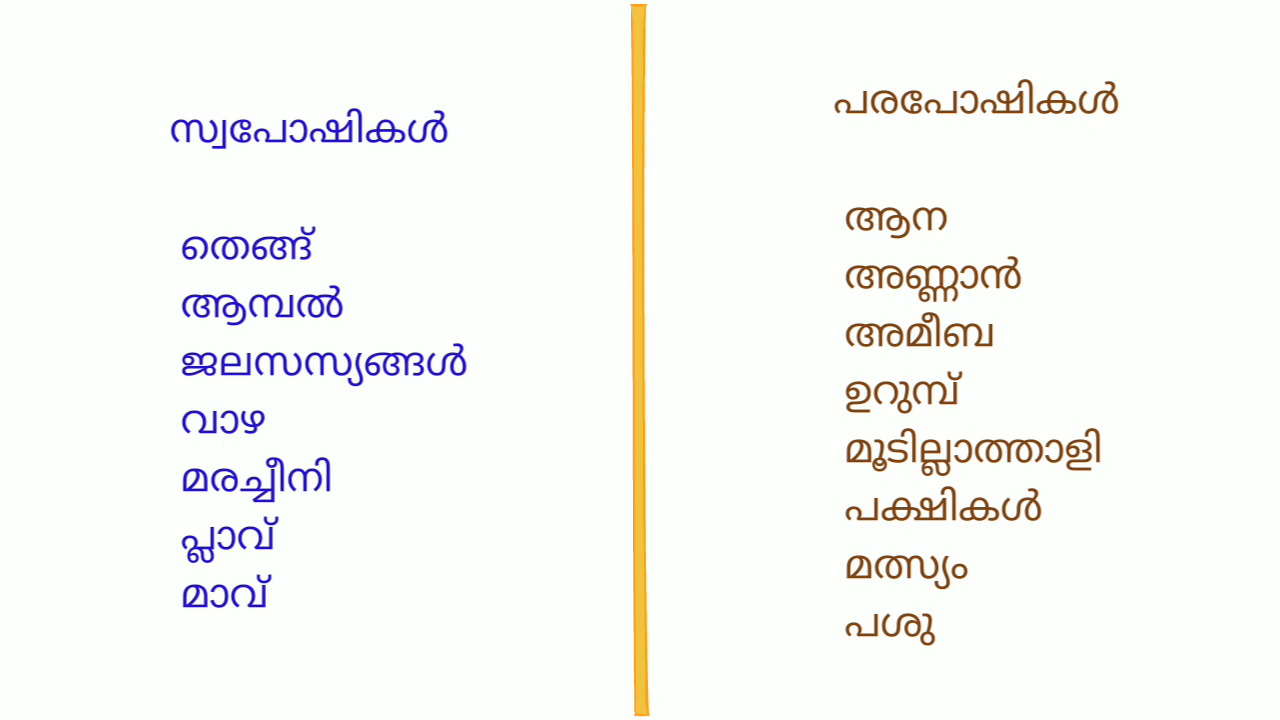 സ്വപോഷികൾ
തെങ്ങ്
ആമ്പൽ
ജലസസ്യങ്ങൾ
വാഴ
മരച്ചീനി
പ്ലാവ്
മാവ്
പരപോഷികൾ
ആന
അണ്ണാൻ
അമീബ
ഉറുമ്പ്
മൂടില്ലാത്താളി
പക്ഷികൾ
മത്സ്യം
പശു